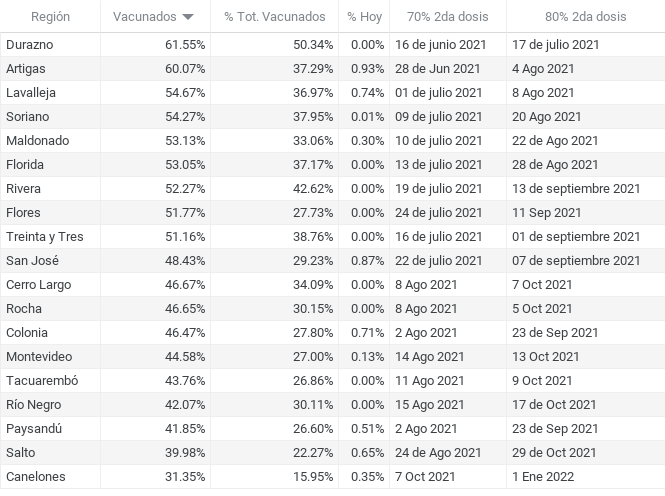 Región Vacunados % Tot. Vacunados % Hoy 70% 2da dosis 80% 2da dosis
Durazno 61.55% 50.34% 0.00% 16 de junio 2021 17 de julio 2021
Artigas 60.07% 37.29% 0.93% 28 de Jun 2021 4 Ago 2021
Lavalleja 54.67% 36.97% 0.74% 01 de julio 2021 8 Ago 2021
Soriano 54.27% 37.95% 0.01% 09 de julio 2021 20 Ago 2021
Maldonado 53.13% 33.06% 0.30% 10 de julio 2021 22 de Ago 2021
Florida 53.05% 37.17% 0.00% 13 de julio 2021 28 de Ago 2021
Rivera 52.27% 42.62% 0.00% 19 de julio 2021 13 de septiembre 2021
Flores 51.77% 27.73% 0.00% 24 de julio 2021 11 Sep 2021
Treinta y Tres 51.16% 38.76% 0.00% 16 de julio 2021 01 de septiembre 2021
San José 48.43% 29.23% 0.87% 22 de julio 2021 07 de septiembre 2021
Cerro Largo 46.67% 34.09% 0.00% 8 Ago 2021 7 Oct 2021
Rocha 46.65% 30.15% 0.00% 8 Ago 2021 5 Oct 2021
Colonia 46.47% 27.80% 0.71% 2 Ago 2021 23 de Sep 2021
Montevideo 44.58% 27.00% 0.13% 14 Ago 2021 13 Oct 2021
Tacuarembó 43.76% 26.86% 0.00% 11 Ago 2021 9 Oct 2021
Río Negro 42.07% 30.11% 0.00% 15 Ago 2021 17 de Oct 2021
Paysandú 41.85% 26.60% 0.51% 2 Ago 2021 23 de Sep 2021
Salto 39.98% 22.27% 0.65% 24 de Ago 2021 29 de Oct 2021
Canelones 31.35% 15.95% 0.35% 7 Oct 2021 1 Ene 2022